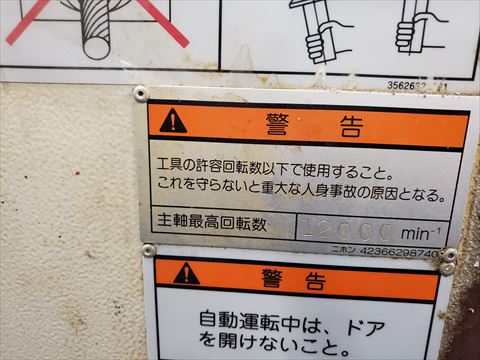 警 告
工具の許容回転数以下で使用すること。
これを守らないと重大な人身事故の原因となる。
主軸最高回転数 12000 min⁻¹
ニホン 42366298740
警 告
自動運転中は、ドア
を開けないこと。